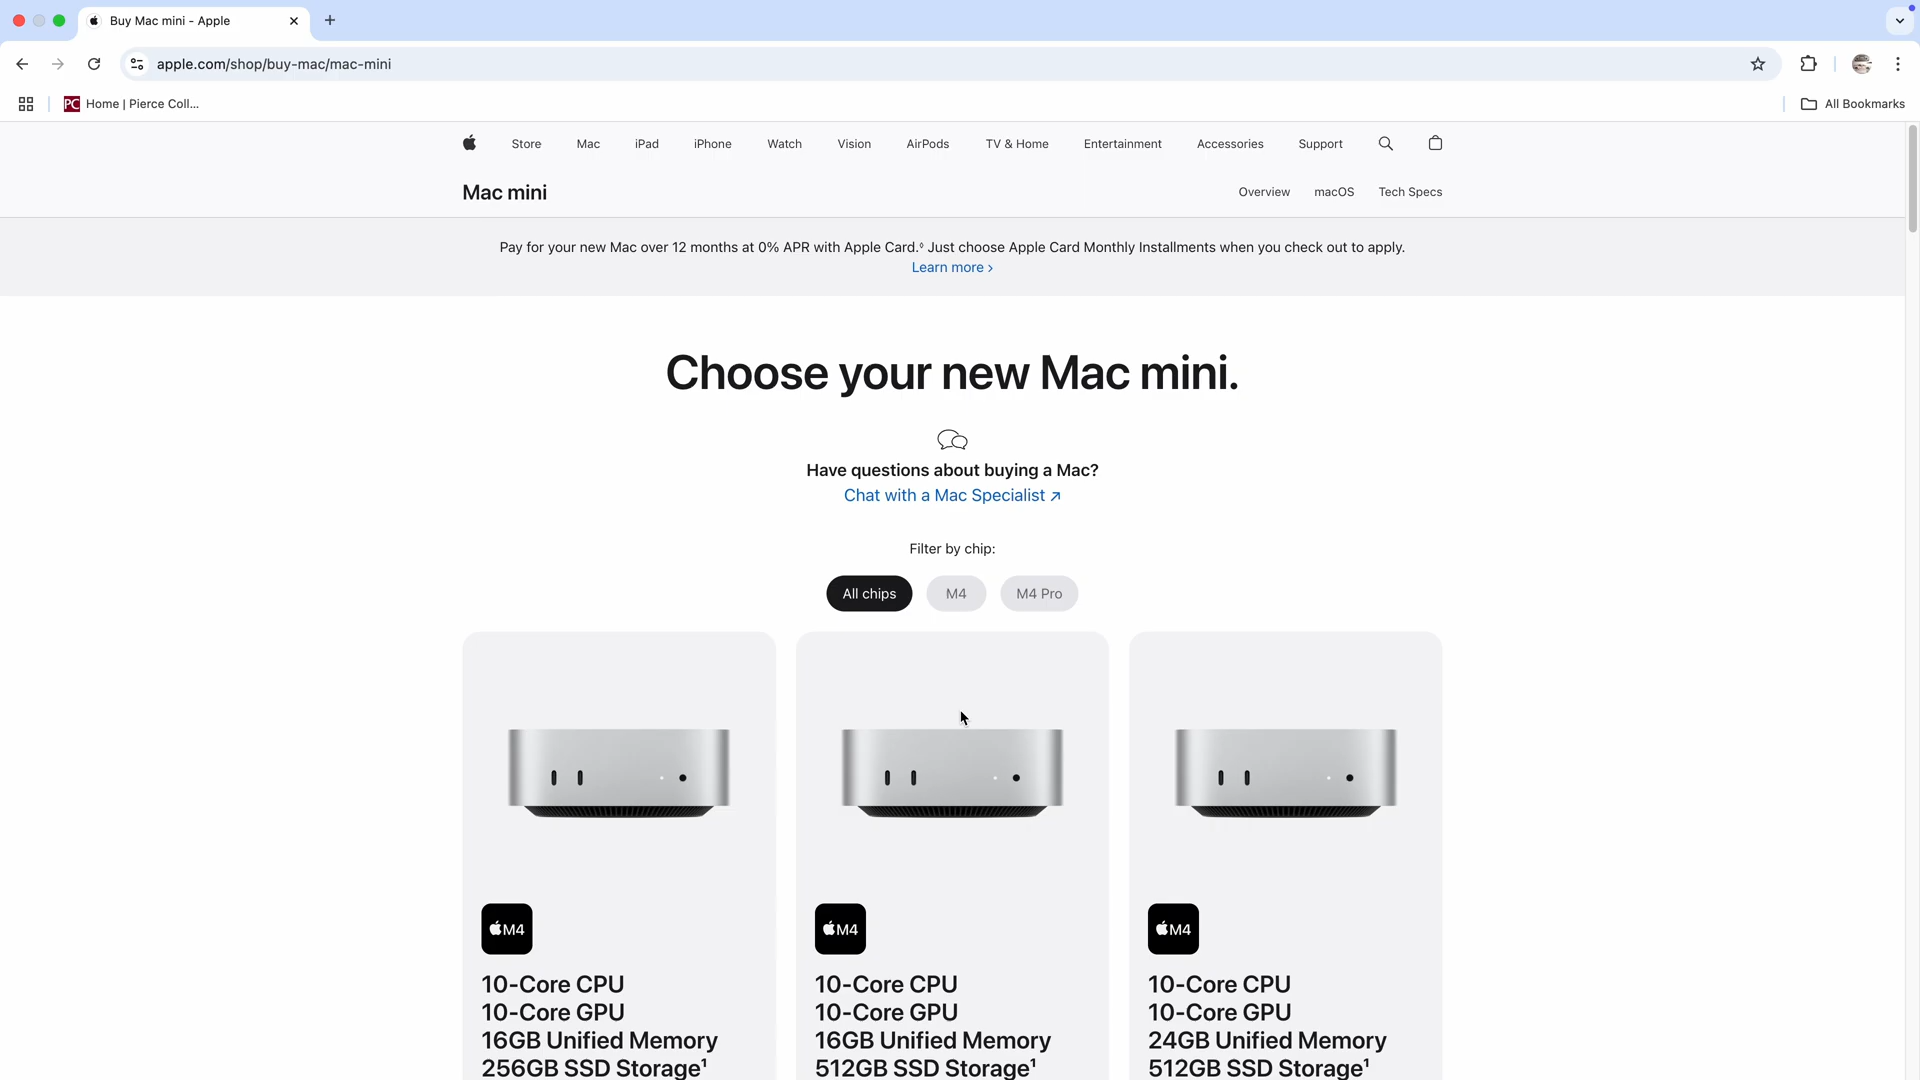 Buy Mac mini - Apple
apple.com/shop/buy-mac/mac-mini
PC Home | Pierce Coll...
All Bookmarks
Store Mac iPad iPhone Watch Vision AirPods TV & Home Entertainment Accessories Support
Mac mini
Overview macOS Tech Specs
Pay for your new Mac over 12 months at 0% APR with Apple Card.◊ Just choose Apple Card Monthly Installments when you check out to apply.
Learn more >
Choose your new Mac mini.
Have questions about buying a Mac?
Chat with a Mac Specialist ↗
Filter by chip:
All chips M4 M4 Pro
M4
10-Core CPU
10-Core GPU
16GB Unified Memory
256GB SSD Storage¹
M4
10-Core CPU
10-Core GPU
16GB Unified Memory
512GB SSD Storage¹
M4
10-Core CPU
10-Core GPU
24GB Unified Memory
512GB SSD Storage¹